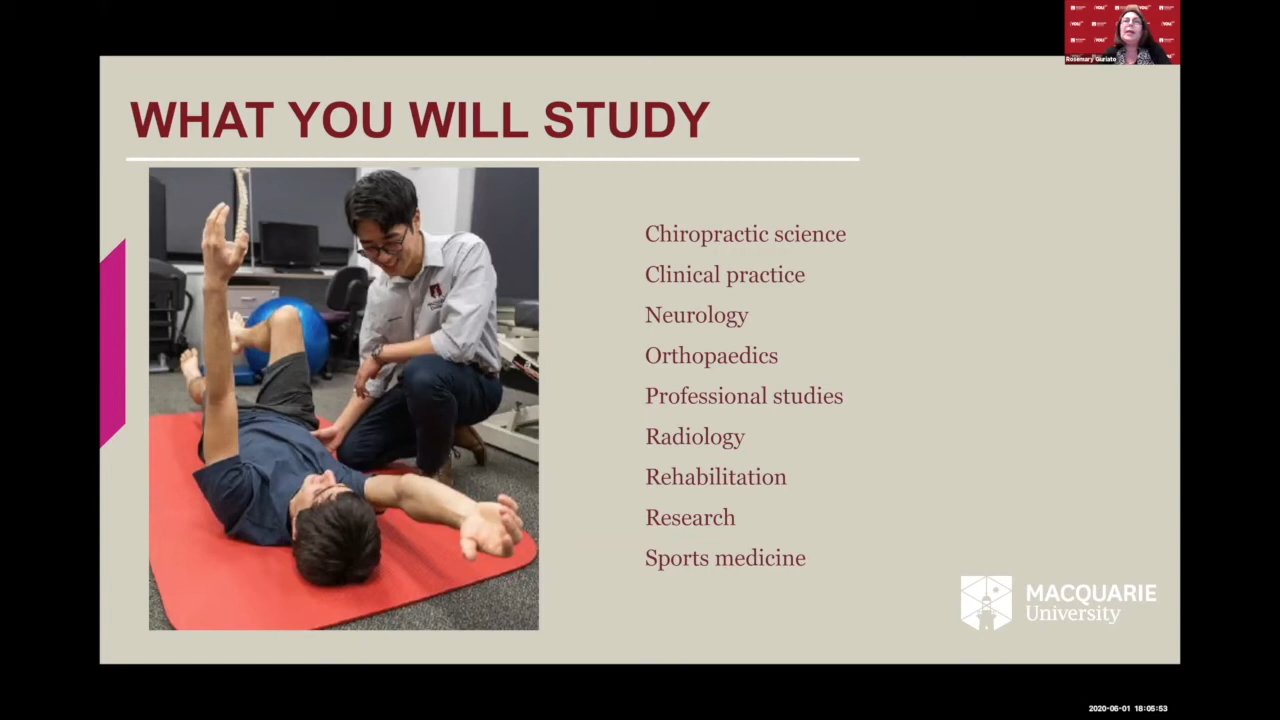 Rosemary Giuriato
WHAT YOU WILL STUDY
Chiropractic science
Clinical practice
Neurology
Orthopaedics
Professional studies
Radiology
Rehabilitation
Research
Sports medicine
MACQUARIE
University
2020-06-01 18:05:53